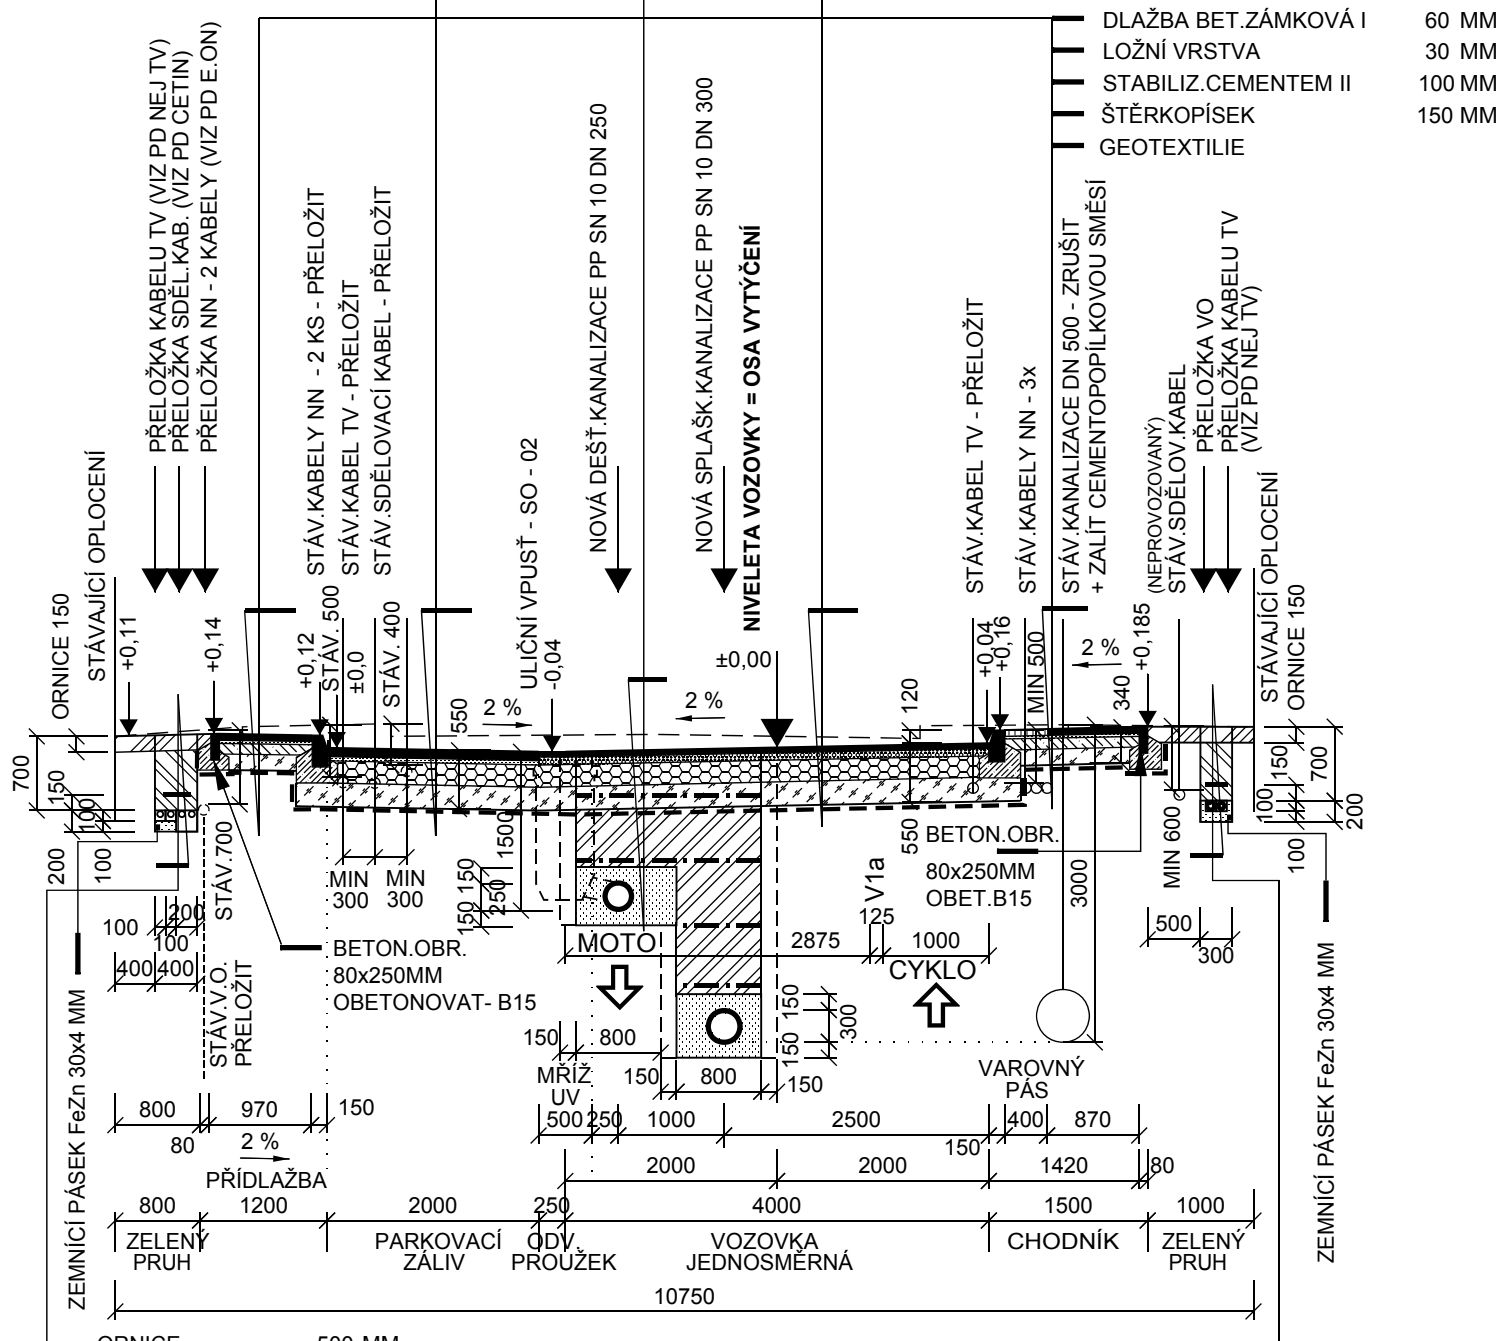 DLAŽBA BET.ZÁMKOVÁ I 60 MM
LOŽNÍ VRSTVA 30 MM
STABILIZ.CEMENTEM II 100 MM
ŠTĚRKOPÍSEK 150 MM
GEOTEXTILIE
PŘELOŽKA KABELU TV (VIZ PD NEJ TV)
PŘELOŽKA SDĚL.KAB. (VIZ PD CETIN)
PŘELOŽKA NN - 2 KABELY (VIZ PD E.ON)
STÁV.KABELY NN - 2 KS - PŘELOŽIT
STÁV.KABEL TV - PŘELOŽIT
STÁV.SDĚLOVACÍ KABEL - PŘELOŽIT
ULIČNÍ VPUSŤ - SO - 02
NOVÁ DEŠŤ.KANALIZACE PP SN 10 DN 250
NOVÁ SPLAŠK.KANALIZACE PP SN 10 DN 300
NIVELETA VOZOVKY = OSA VYTÝČENÍ
STÁV.KABEL TV - PŘELOŽIT
STÁV.KABELY NN - 3x
STÁV.KANALIZACE DN 500 - ZRUŠIT
+ ZALÍT CEMENTOPOPÍLKOVOU SMĚSÍ
(NEPROVOZOVANÝ)
STÁV.SDĚLOV.KABEL
PŘELOŽKA VO
PŘELOŽKA KABELU TV
(VIZ PD NEJ TV)
STÁVAJÍCÍ OPLOCENÍ
ORNICE 150
ORNICE 150
STÁVAJÍCÍ OPLOCENÍ
+0,11
+0,14
+0,12
STÁV. 500
±0,0
STÁV. 400
550
2 %
-0,04
2 %
±0,00
120
+0,04
+0,16
MIN 500
2 %
340
+0,185
700
150
100
200
100
STÁV.700
MIN
300
MIN
300
1500
150
150
250
150
550
BETON.OBR.
80x250MM
OBET.B15
V1a
125
3000
MIN 600
150
700
100
200
100
100
200
100
400
400
STÁV.V.O.
PŘELOŽIT
BETON.OBR.
80x250MM
OBETONOVAT- B15
MOTO
2875
1000
CYKLO
500
300
150
300
150
150
800
MŘÍŽ
UV
150
800
150
VAROVNÝ
PÁS
ZEMNÍCÍ PÁSEK FeZn 30x4 MM
ZEMNÍCÍ PÁSEK FeZn 30x4 MM
800
80
970
150
2 %
PŘÍDLAŽBA
500
250
1000
2500
150
400
870
2000
2000
1420
80
800
1200
2000
250
4000
1500
1000
ZELENÝ
PRUH
PARKOVACÍ
ZÁLIV
ODV.
PROUŽEK
VOZOVKA
JEDNOSMĚRNÁ
CHODNÍK
ZELENÝ
PRUH
10750
ORNICE 500 MM